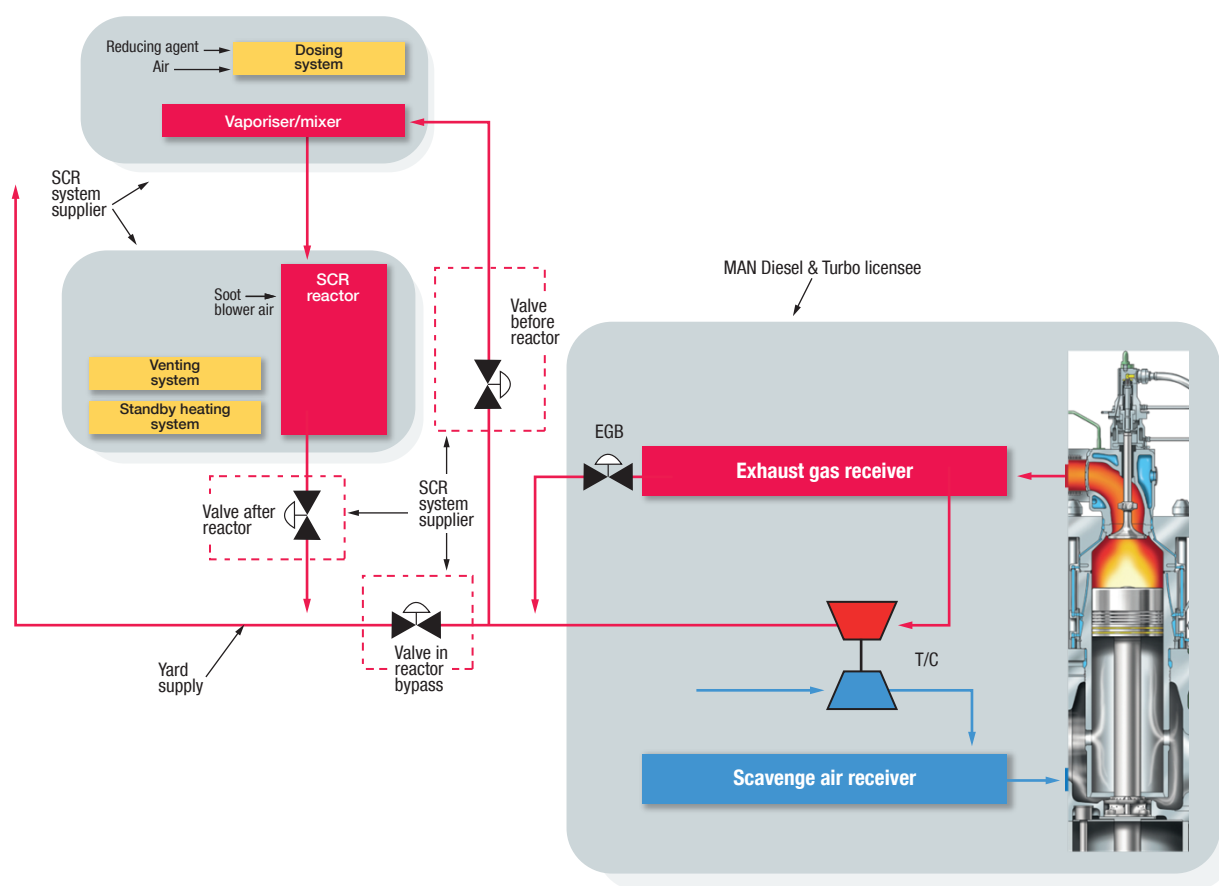 Reducing agent
Air
Dosing
system
Vaporiser/mixer
SCR
system
supplier
SCR
reactor
Soot
blower air
Venting
system
Standby heating
system
Valve
before
reactor
MAN Diesel & Turbo licensee
EGB
Exhaust gas receiver
SCR
system
supplier
Valve after
reactor
Valve in
reactor
bypass
Yard
supply
T/C
Scavenge air receiver